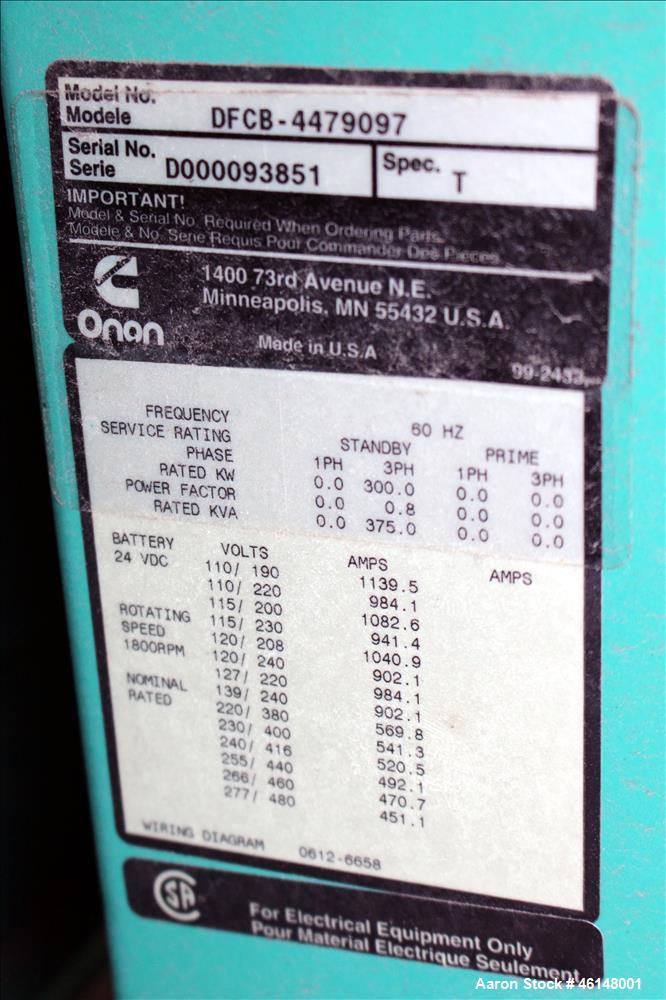 Model No.
Modele DFCB-4479097
Serial No.
Serie D000093851
Spec. T
IMPORTANT!
Model & Serial No. Required When Ordering Parts.
Modele & No. Serie Requis Pour Commander Des Pieces
Onan
1400 73rd Avenue N.E.
Minneapolis, MN 55432 U.S.A.
Made in U.S.A
99-2433
FREQUENCY 60 HZ
SERVICE RATING STANDBY PRIME
PHASE 1PH 3PH 1PH 3PH
RATED KW 0.0 300.0 0.0 0.0
POWER FACTOR 0.0 0.8 0.0 0.0
RATED KVA 0.0 375.0 0.0 0.0
BATTERY VOLTS AMPS AMPS
24 VDC 110/ 190 1139.5
110/ 220 984.1
115/ 200 1082.6
ROTATING 115/ 230 941.4
SPEED 120/ 208 1040.9
1800RPM 120/ 240 902.1
127/ 220 984.1
NOMINAL 139/ 240 902.1
RATED 220/ 380 569.8
230/ 400 541.3
240/ 416 520.5
255/ 440 492.1
266/ 460 470.7
277/ 480 451.1
WIRING DIAGRAM 0612-6658
SA
For Electrical Equipment Only
Pour Material Electrique Seulement
Aaron Stock# 46148001